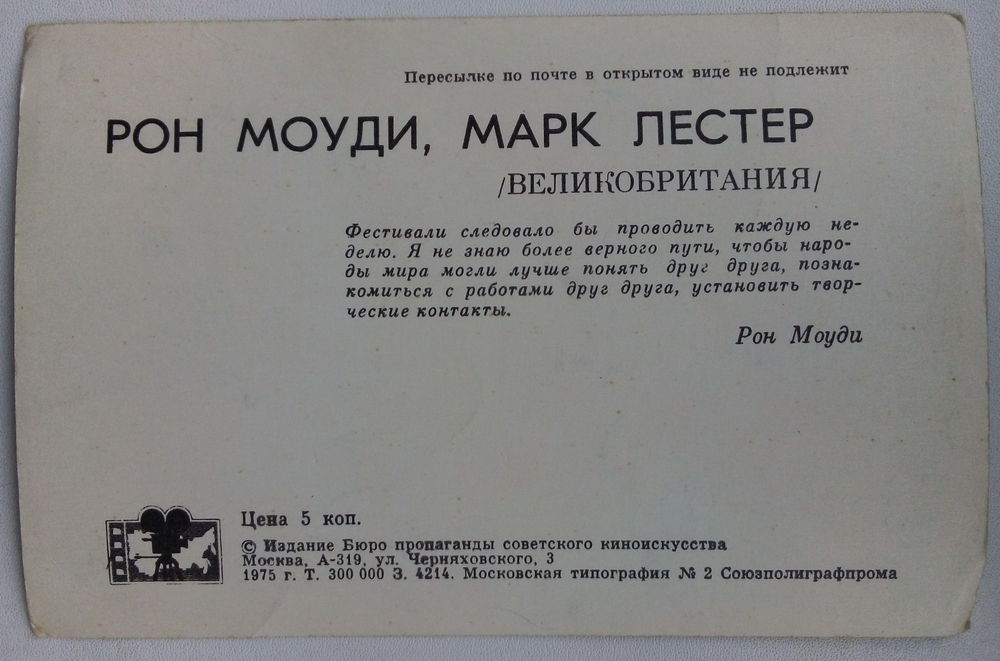 Пересылке по почте в открытом виде не подлежит
РОН МОУДИ, МАРК ЛЕСТЕР
/ВЕЛИКОБРИТАНИЯ/
Фестивали следовало бы проводить каждую не-
делю. Я не знаю более верного пути, чтобы наро-
ды мира могли лучше понять друг друга, позна-
комиться с работами друг друга, установить твор-
ческие контакты.
Рон Моуди
Цена 5 коп.
© Издание Бюро пропаганды советского киноискусства
Москва, А-319, ул. Черняховского, 3
1975 г. Т. 300 000 З. 4214. Московская типография № 2 Союзполиграфпрома